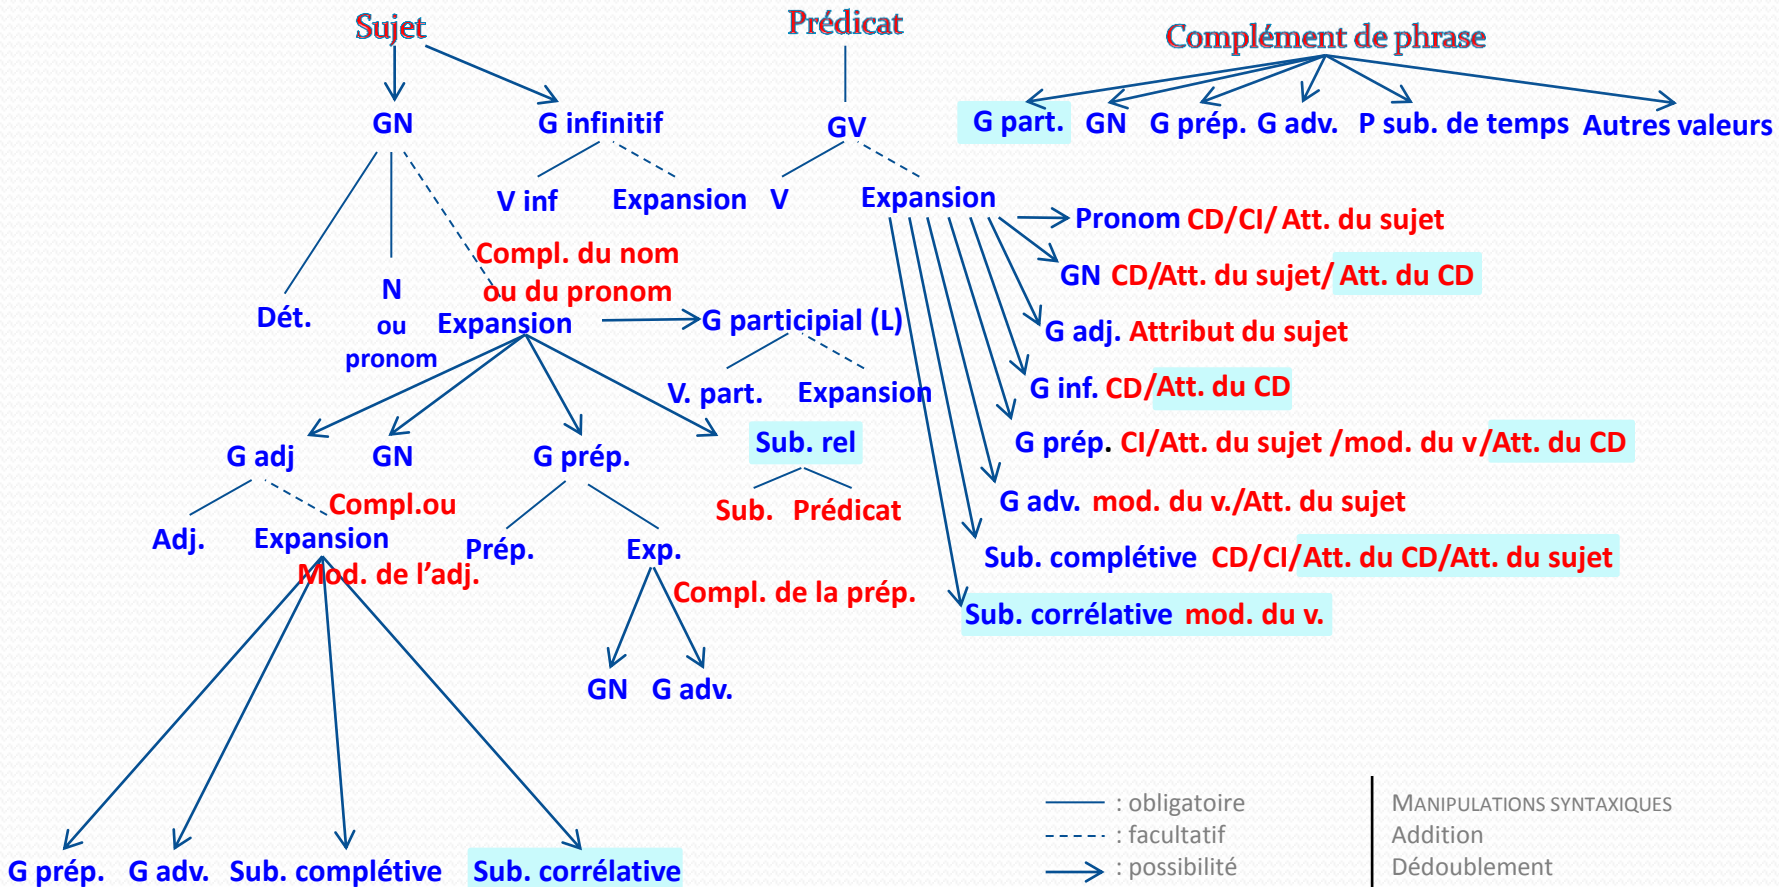 Sujet
Prédicat
Complément de phrase
GN
G infinitif
GV
G part.
GN
G prép.
G adv.
P sub. de temps
Autres valeurs
V inf
Expansion
V
Expansion
Pronom CD/CI/ Att. du sujet
GN CD/Att. du sujet/ Att. du CD
G adj. Attribut du sujet
G inf. CD/Att. du CD
G prép. CI/Att. du sujet /mod. du v/Att. du CD
G adv. mod. du v./Att. du sujet
Sub. complétive CD/CI/Att. du CD/Att. du sujet
Sub. corrélative mod. du v.
Dét.
N
ou
pronom
Compl. du nom
ou du pronom
Expansion
G participial (L)
V. part.
Expansion
G adj
GN
G prép.
Sub. rel
Sub.
Prédicat
Adj.
Compl.ou
Expansion
Mod. de l'adj.
Prép.
Exp.
Compl. de la prép.
GN
G adv.
G prép.
G adv.
Sub. complétive
Sub. corrélative
: obligatoire
: facultatif
: possibilité
MANIPULATIONS SYNTAXIQUES
Addition
Dédoublement